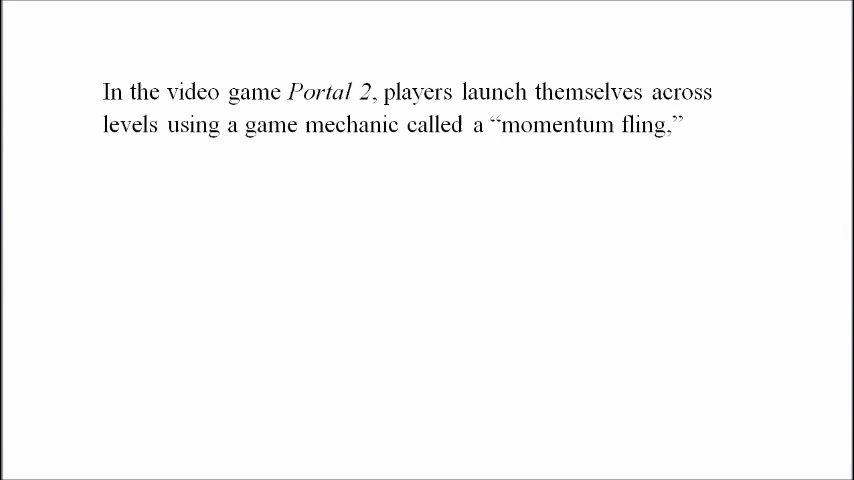 In the video game Portal 2, players launch themselves across
levels using a game mechanic called a “momentum fling,”